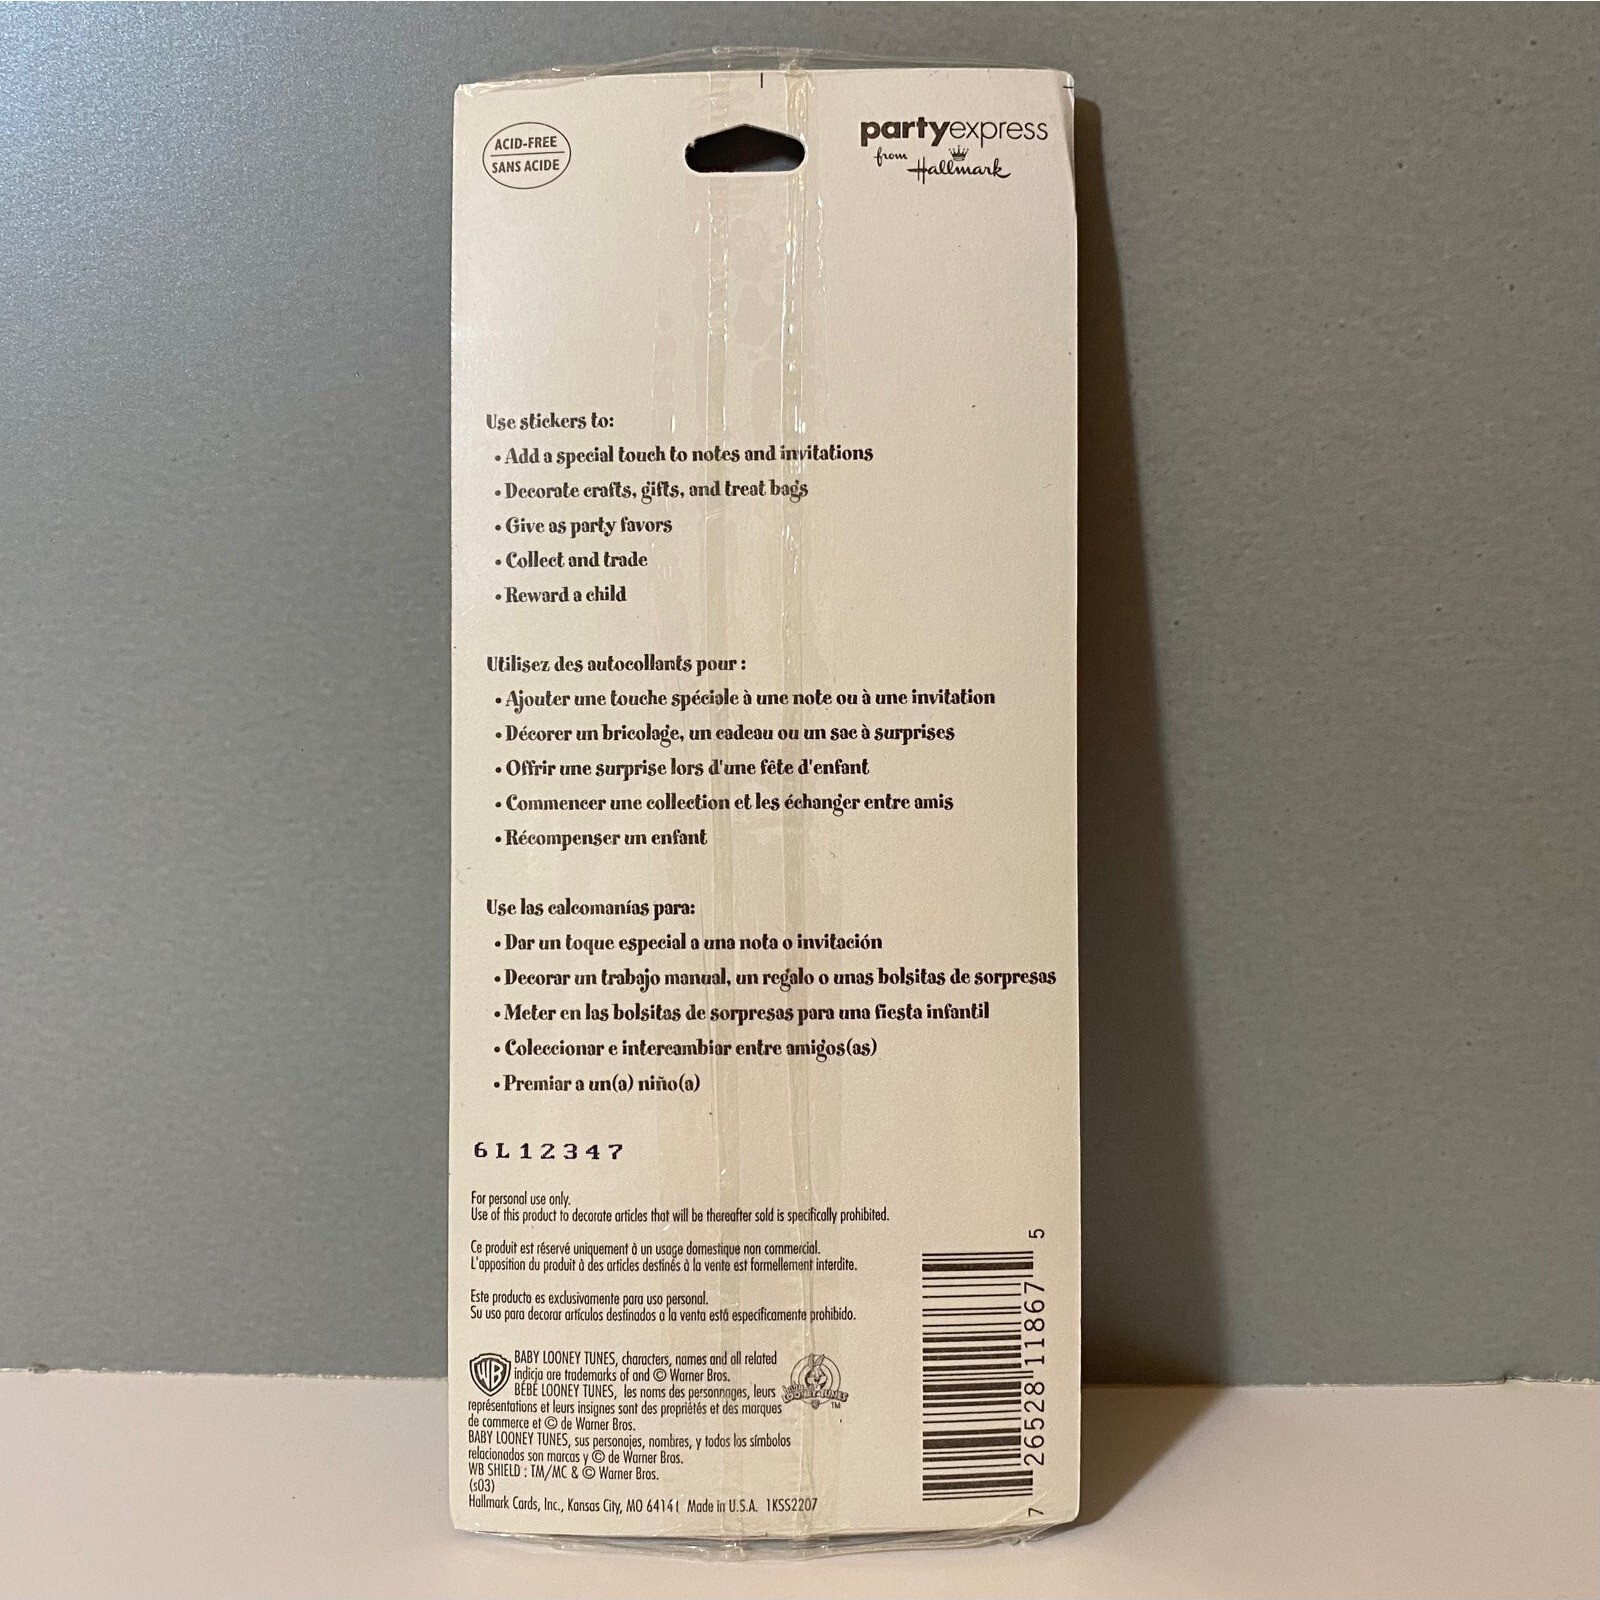 ACID-FREE
SANS ACIDE
partyexpress
from Hallmark
Use stickers to:
• Add a special touch to notes and invitations
• Decorate crafts, gifts, and treat bags
• Give as party favors
• Collect and trade
• Reward a child
Utilisez des autocollants pour :
• Ajouter une touche spéciale à une note ou à une invitation
• Décorer un bricolage, un cadeau ou un sac à surprises
• Offrir une surprise lors d'une fête d'enfant
• Commencer une collection et les échanger entre amis
• Récompenser un enfant
Use las calcomanías para:
• Dar un toque especial a una nota o invitación
• Decorar un trabajo manual, un regalo o unas bolsitas de sorpresas
• Meter en las bolsitas de sorpresas para una fiesta infantil
• Coleccionar e intercambiar entre amigos(as)
• Premiar a un(a) niño(a)
6L12347
For personal use only.
Use of this product to decorate articles that will be thereafter sold is specifically prohibited.
Ce produit est réservé uniquement à un usage domestique non commercial.
L'apposition du produit à des articles destinés à la vente est formellement interdite.
Este producto es exclusivamente para uso personal.
Su uso para decorar artículos destinados a la venta está específicamente prohibido.
WB
BABY LOONEY TUNES, characters, names and all related
indicia are trademarks of and © Warner Bros.
BÉBÉ LOONEY TUNES, les noms des personnages, leurs
représentations et leurs insignes sont des propriétés et des marques
de commerce et © de Warner Bros.
BABY LOONEY TUNES, sus personajes, nombres, y todos los símbolos
relacionados son marcas y © de Warner Bros.
WB SHIELD : TM/MC & © Warner Bros.
(s03)
Hallmark Cards, Inc., Kansas City, MO 64141 Made in U.S.A. 1KSS2207
LOONEY TUNES
TM
7 26528 11867 5